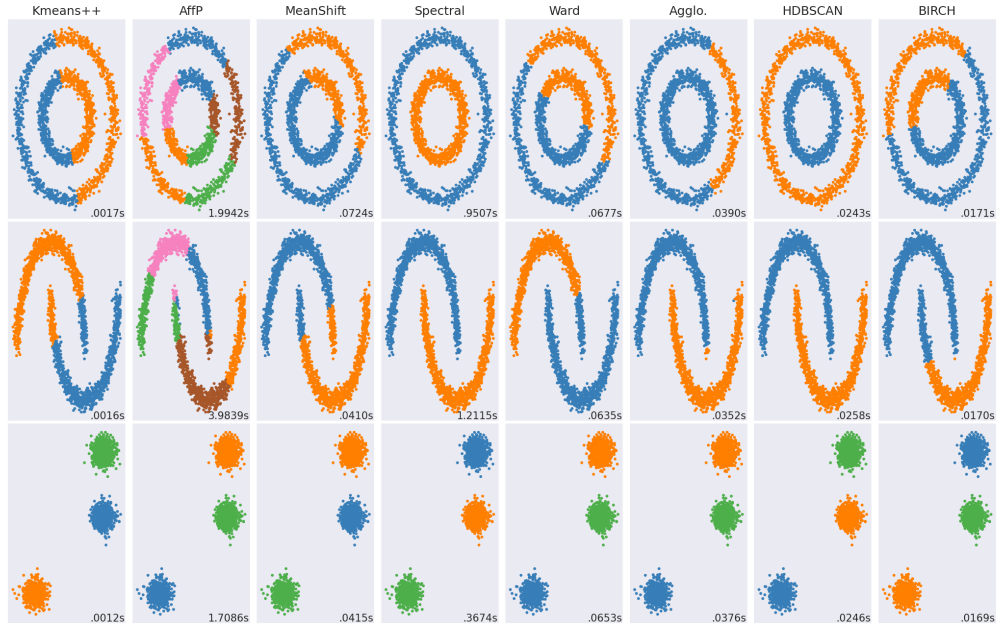 Kmeans++ AffP MeanShift Spectral Ward Agglo. HDBSCAN BIRCH
.0017s 1.9942s .0724s .9507s .0677s .0390s .0243s .0171s
.0016s 3.9839s .0410s 1.2115s .0635s .0352s .0258s .0170s
.0012s 1.7086s .0415s .3674s .0653s .0376s .0246s .0169s